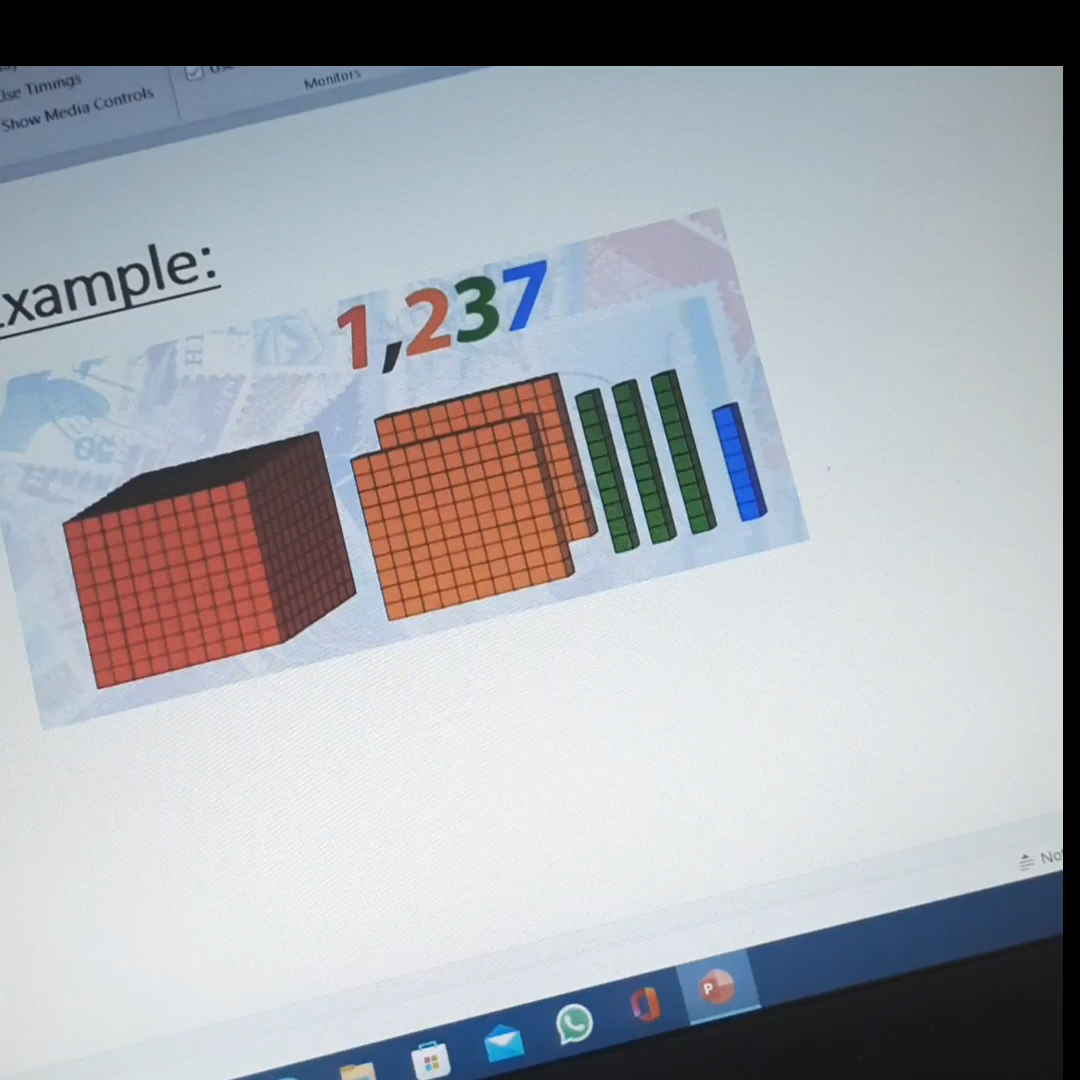 Use Timings
Show Media Controls
Monitors
Example:
1,237